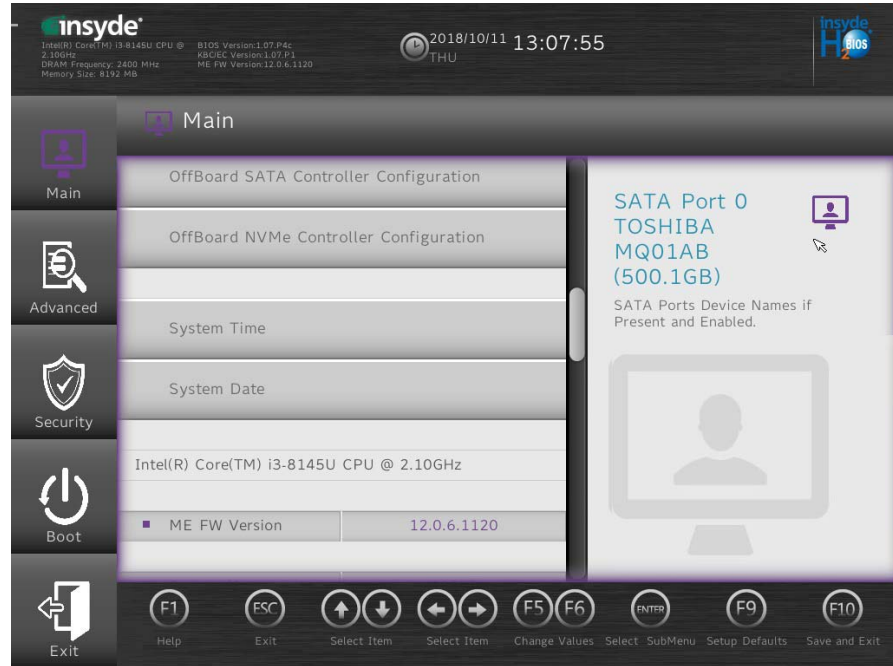 insyde®
Intel(R) Core(TM) i3-8145U CPU @
2.10GHz
DRAM Frequency: 2400 MHz
Memory Size: 8192 MB
BIOS Version:1.07.P4c
KBC/EC Version:1.07.P1
ME FW Version:12.0.6.1120
2018/10/11 13:07:55
THU
insyde
H2O BIOS
Main
Main
Advanced
Security
Boot
Exit
OffBoard SATA Controller Configuration
OffBoard NVMe Controller Configuration
System Time
System Date
Intel(R) Core(TM) i3-8145U CPU @ 2.10GHz
ME FW Version 12.0.6.1120
SATA Port 0
TOSHIBA
MQ01AB
(500.1GB)
SATA Ports Device Names if
Present and Enabled.
F1 ESC F5 F6 ENTER F9 F10
Help Exit Select Item Select Item Change Values Select SubMenu Setup Defaults Save and Exit